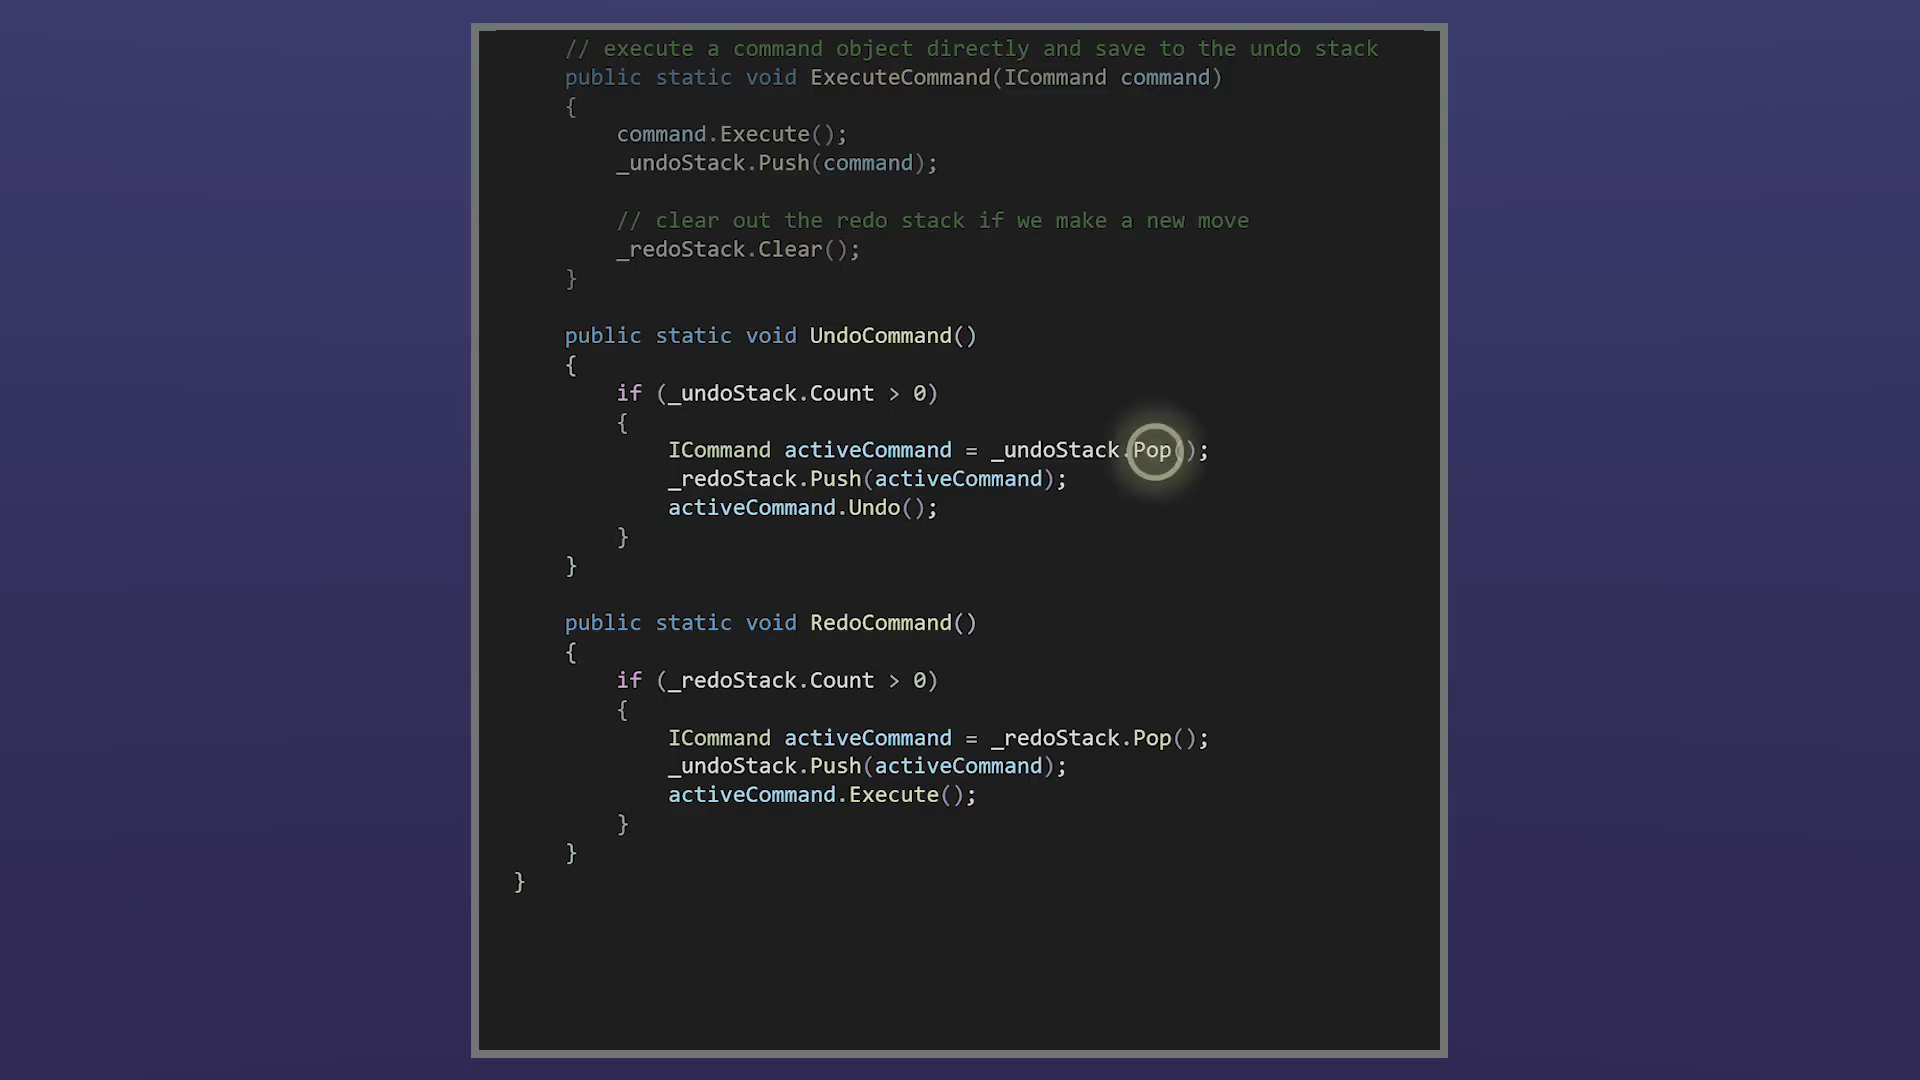 // execute a command object directly and save to the undo stack
public static void ExecuteCommand(ICommand command)
{
command.Execute();
_undoStack.Push(command);
// clear out the redo stack if we make a new move
_redoStack.Clear();
}
public static void UndoCommand()
{
if (_undoStack.Count > 0)
{
ICommand activeCommand = _undoStack.Pop();
_redoStack.Push(activeCommand);
activeCommand.Undo();
}
}
public static void RedoCommand()
{
if (_redoStack.Count > 0)
{
ICommand activeCommand = _redoStack.Pop();
_undoStack.Push(activeCommand);
activeCommand.Execute();
}
}
}